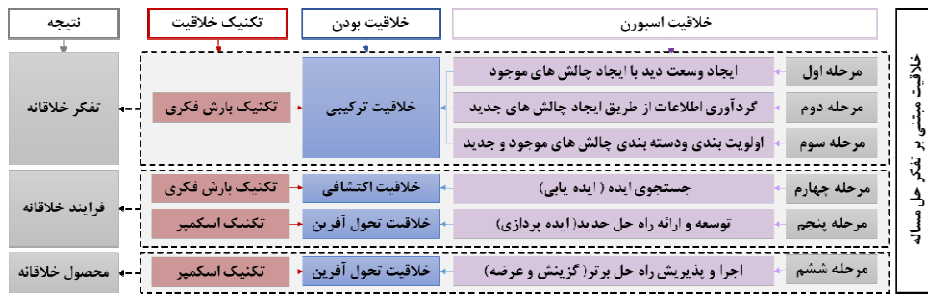 خلاقیت مبتنی بر تفکر حل مساله
خلاقیت اسبورن
خلاقیت بودن
تکنیک خلاقیت
نتیجه
مرحله اول
ایجاد وسعت دید با ایجاد چالش های موجود
مرحله دوم
گردآوری اطلاعات از طریق ایجاد چالش های جدید
مرحله سوم
اولویت بندی ودسته بندی چالش های موجود و جدید
خلاقیت ترکیبی
تکنیک بارش فکری
تفکر خلاقانه
مرحله چهارم
جستجوی ایده ( ایده یابی)
خلاقیت اکتشافی
تکنیک بارش فکری
مرحله پنجم
توسعه و ارائه راه حل جدید( ایده پردازی)
خلاقیت تحول آفرین
تکنیک اسکمپر
فرایند خلاقانه
مرحله ششم
اجرا و پذیریش راه حل برتر( گزینش و عرضه)
خلاقیت تحول آفرین
تکنیک اسکمپر
محصول خلاقانه